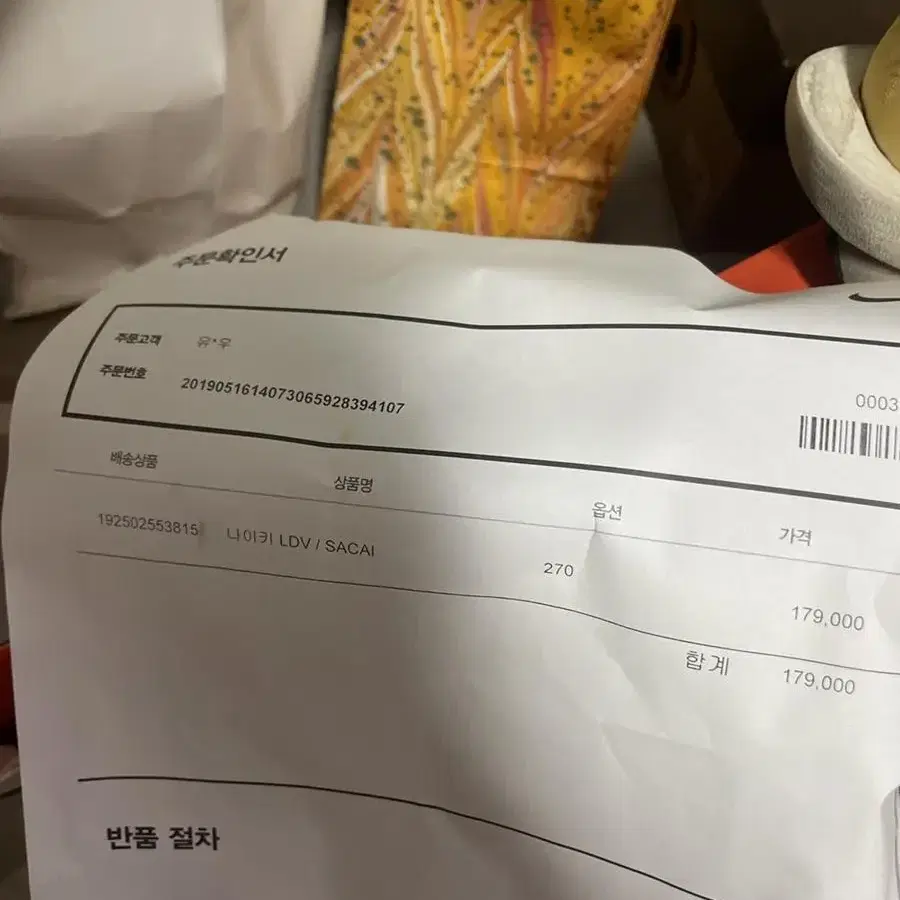 주문확인서
주문고객 유*우
주문번호 2019051614073065928394107
0003
배송상품 상품명 옵션 가격
192502553815 나이키 LDV / SACAI 270 179,000
합계 179,000
반품 절차